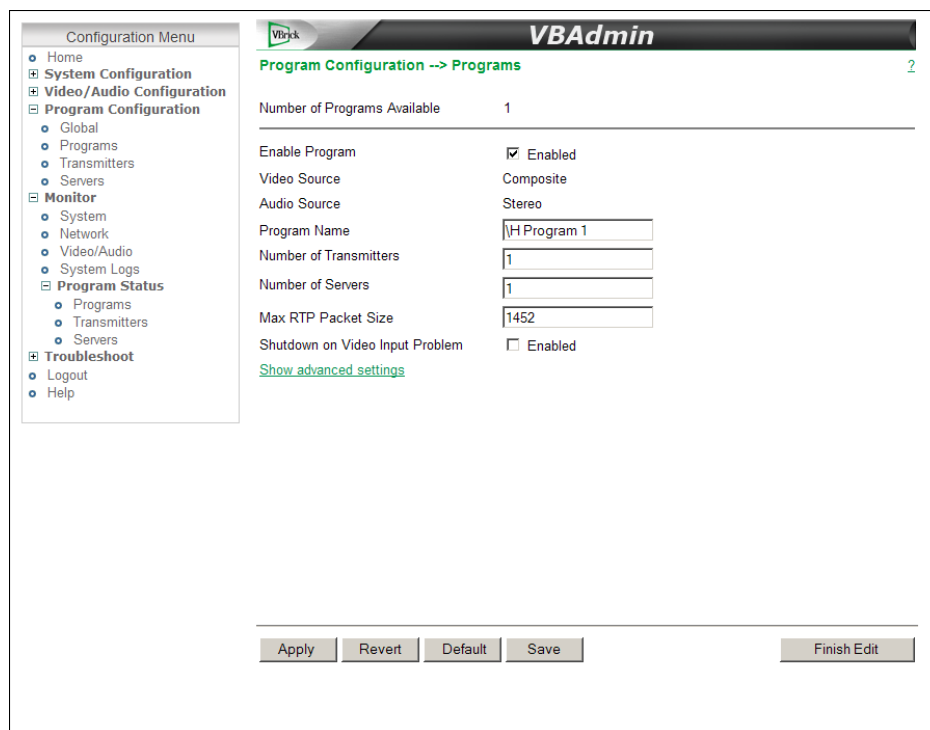 Configuration Menu
Home
System Configuration
Video/Audio Configuration
Program Configuration
Global
Programs
Transmitters
Servers
Monitor
System
Network
Video/Audio
System Logs
Program Status
Programs
Transmitters
Servers
Troubleshoot
Logout
Help
VBrick
VBAdmin
Program Configuration --> Programs
?
Number of Programs Available 1
Enable Program Enabled
Video Source Composite
Audio Source Stereo
Program Name \H Program 1
Number of Transmitters 1
Number of Servers 1
Max RTP Packet Size 1452
Shutdown on Video Input Problem Enabled
Show advanced settings
Apply Revert Default Save Finish Edit